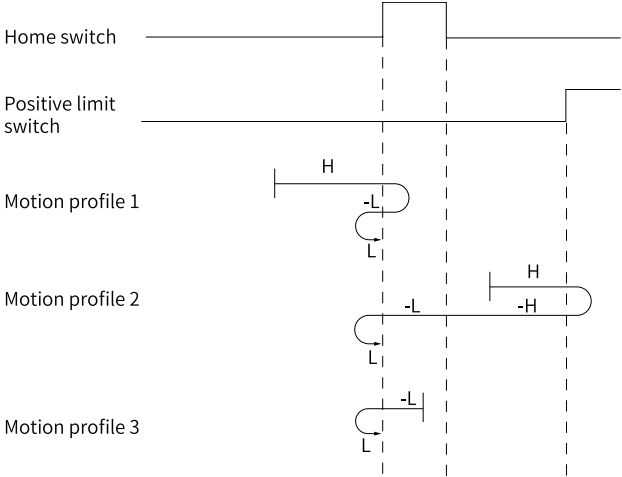 Home switch
Positive limit
switch
H
Motion profile 1
-L
L
H
Motion profile 2
-L
-H
L
-L
Motion profile 3
L